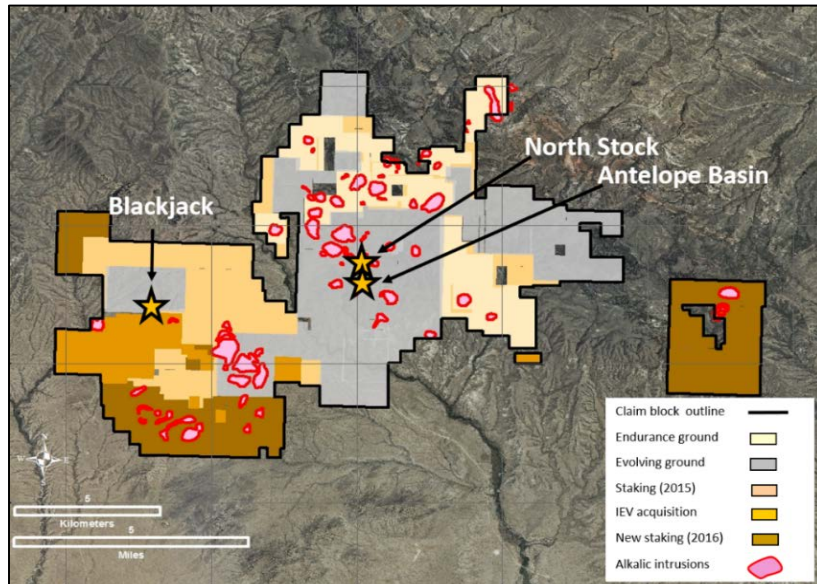 North Stock
Antelope Basin
Blackjack
5
Kilometers
5
Miles
Claim block outline
Endurance ground
Evolving ground
Staking (2015)
IEV acquisition
New staking (2016)
Alkalic intrusions